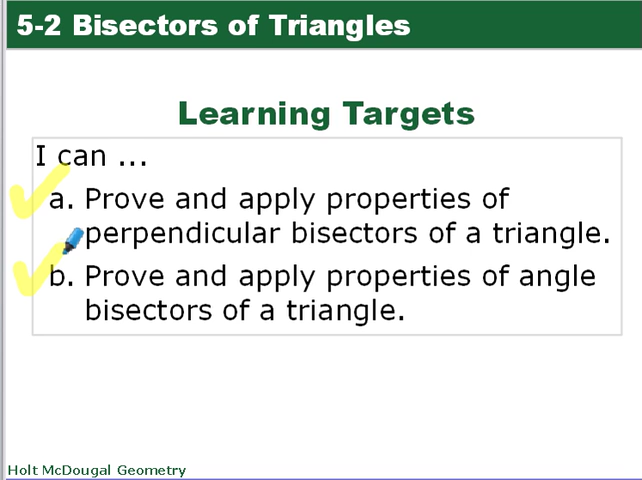 5-2 Bisectors of Triangles
Learning Targets
I can ...
a. Prove and apply properties of
perpendicular bisectors of a triangle.
b. Prove and apply properties of angle
bisectors of a triangle.
Holt McDougal Geometry